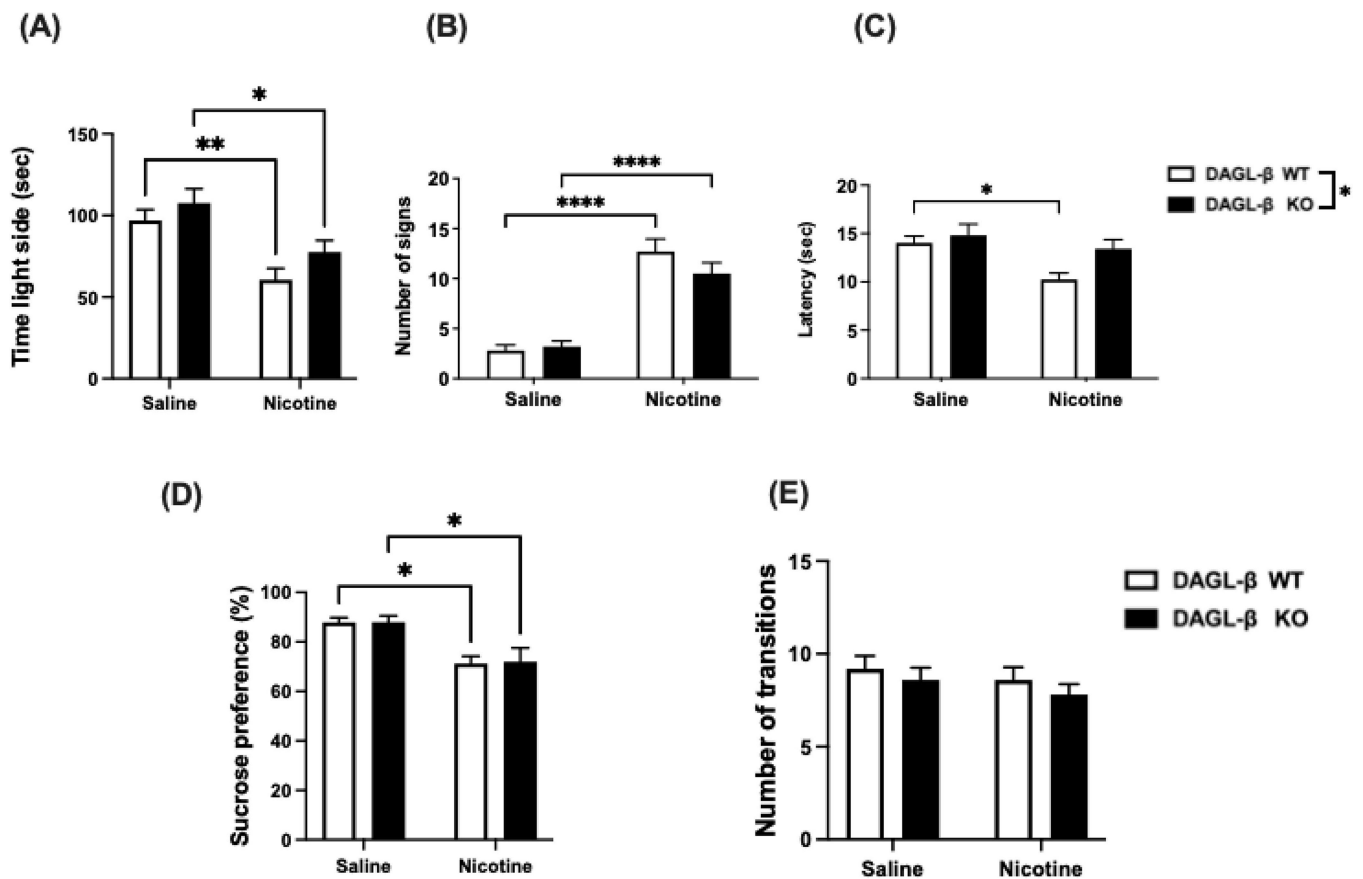 (A)
(B)
(C)
Time light side (sec)
150
100
50
0
*
**
Saline Nicotine
Number of signs
20
15
10
5
0
****
****
Saline Nicotine
Latency (sec)
20
15
10
5
0
*
Saline Nicotine
DAGL-β WT
DAGL-β KO
*
(D)
(E)
Sucrose preference (%)
100
80
60
40
20
0
*
*
Saline Nicotine
Number of transitions
15
10
5
0
Saline Nicotine
DAGL-β WT
DAGL-β KO